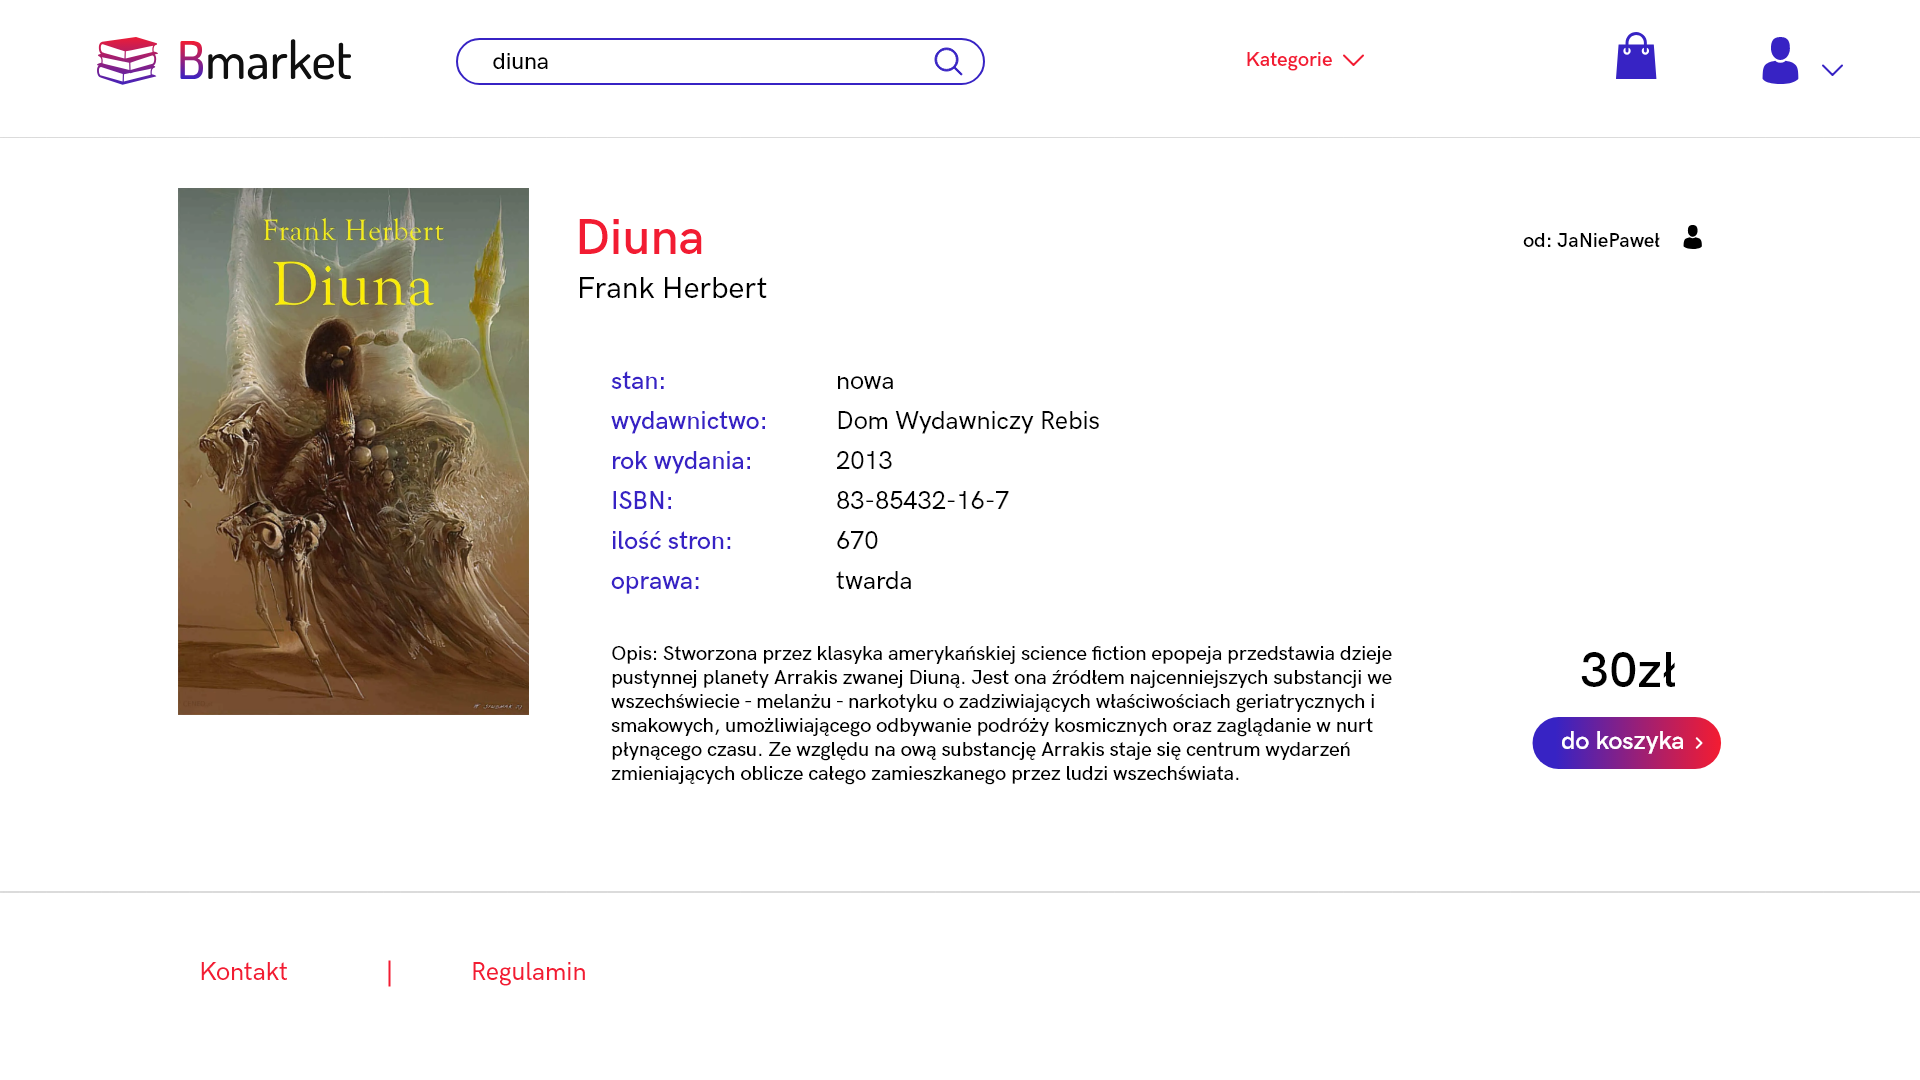 Bmarket
diuna
Kategorie
Frank Herbert
Diuna
Diuna
Frank Herbert
od: JaNiePaweł
stan: nowa
wydawnictwo: Dom Wydawniczy Rebis
rok wydania: 2013
ISBN: 83-85432-16-7
ilość stron: 670
oprawa: twarda
Opis: Stworzona przez klasyka amerykańskiej science fiction epopeja przedstawia dzieje
pustynnej planety Arrakis zwanej Diuną. Jest ona źródłem najcenniejszych substancji we
wszechświecie - melanżu - narkotyku o zadziwiających właściwościach geriatrycznych i
smakowych, umożliwiającego odbywanie podróży kosmicznych oraz zaglądanie w nurt
płynącego czasu. Ze względu na ową substancję Arrakis staje się centrum wydarzeń
zmieniających oblicze całego zamieszkanego przez ludzi wszechświata.
30zł
do koszyka ›
Kontakt | Regulamin